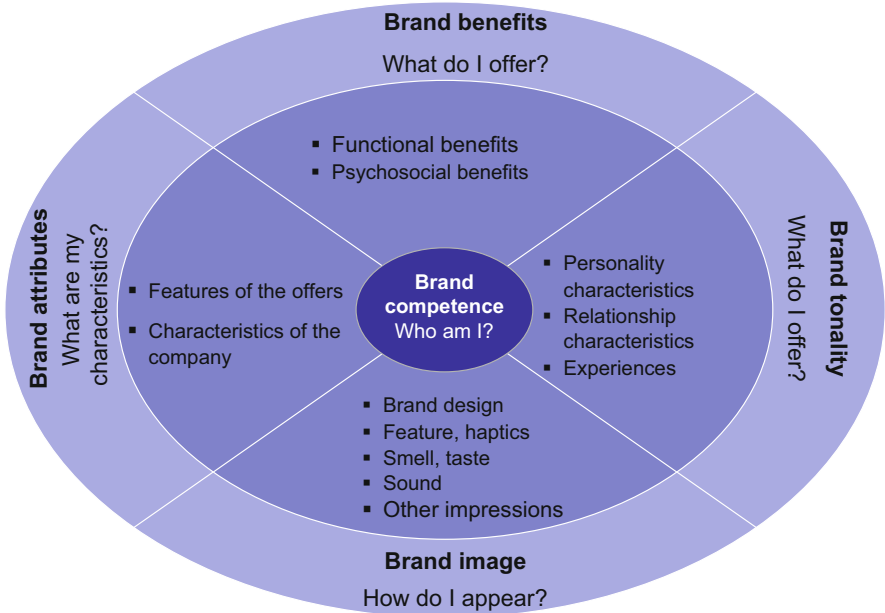 Brand benefits
What do I offer?
▪ Functional benefits
▪ Psychosocial benefits
Brand attributes
What are my
characteristics?
▪ Features of the offers
▪ Characteristics of the
company
Brand
competence
Who am I?
▪ Personality
characteristics
▪ Relationship
characteristics
▪ Experiences
Brand tonality
What do I offer?
▪ Brand design
▪ Feature, haptics
▪ Smell, taste
▪ Sound
▪ Other impressions
Brand image
How do I appear?